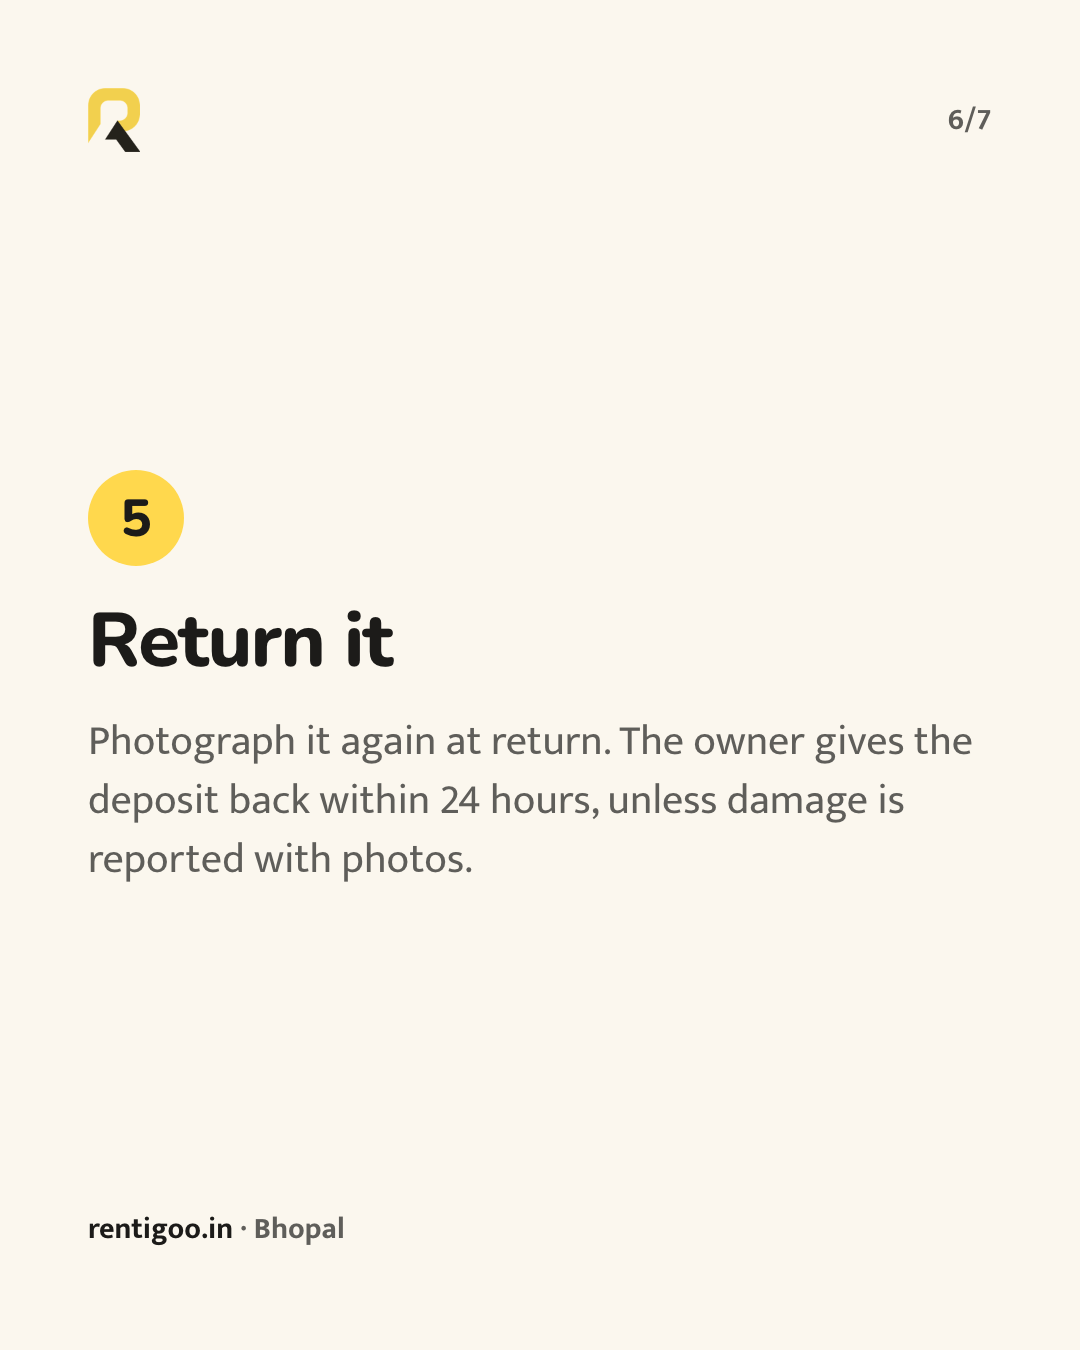 6/7
5
Return it
Photograph it again at return. The owner gives the
deposit back within 24 hours, unless damage is
reported with photos.
rentigoo.in · Bhopal